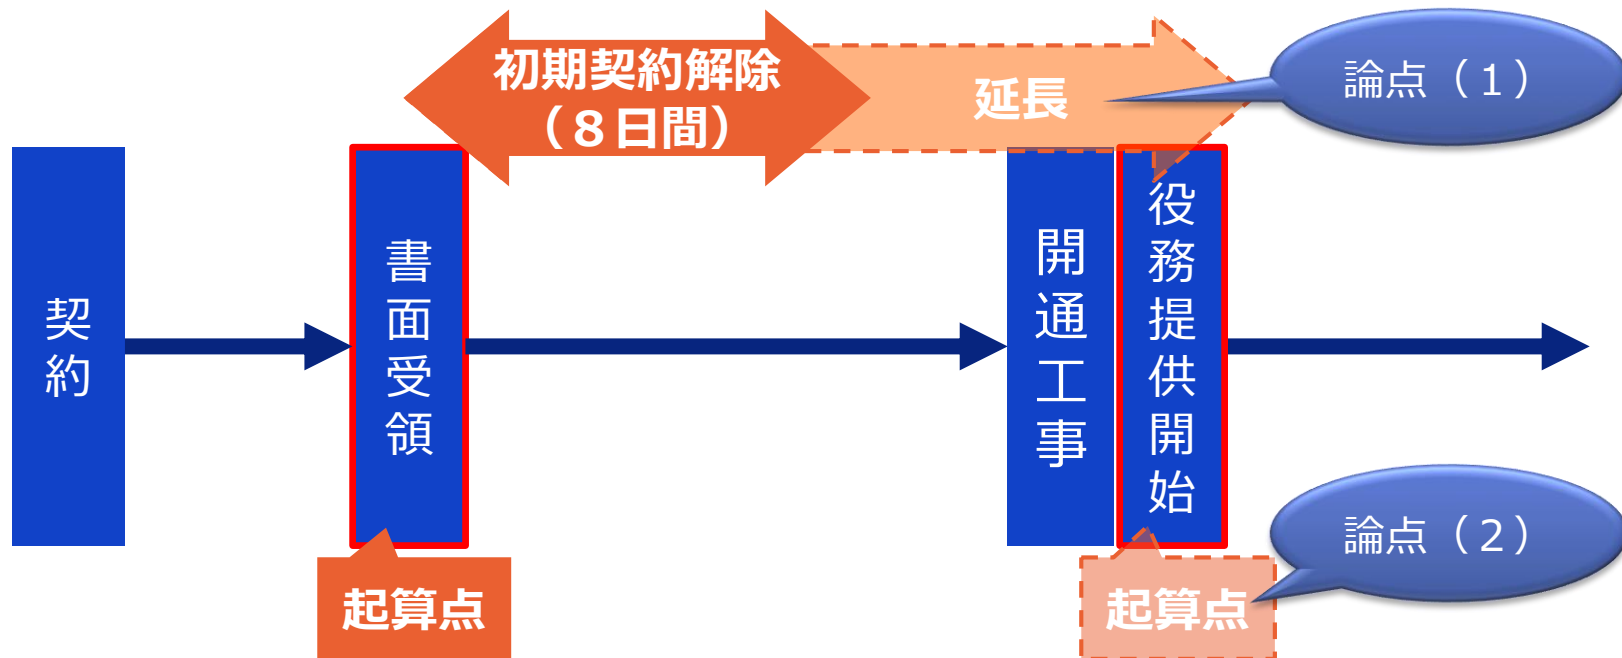 初期契約解除
（８日間）
延長
論点（１）
契約
書面受領
開通工事
役務提供開始
論点（２）
起算点
起算点